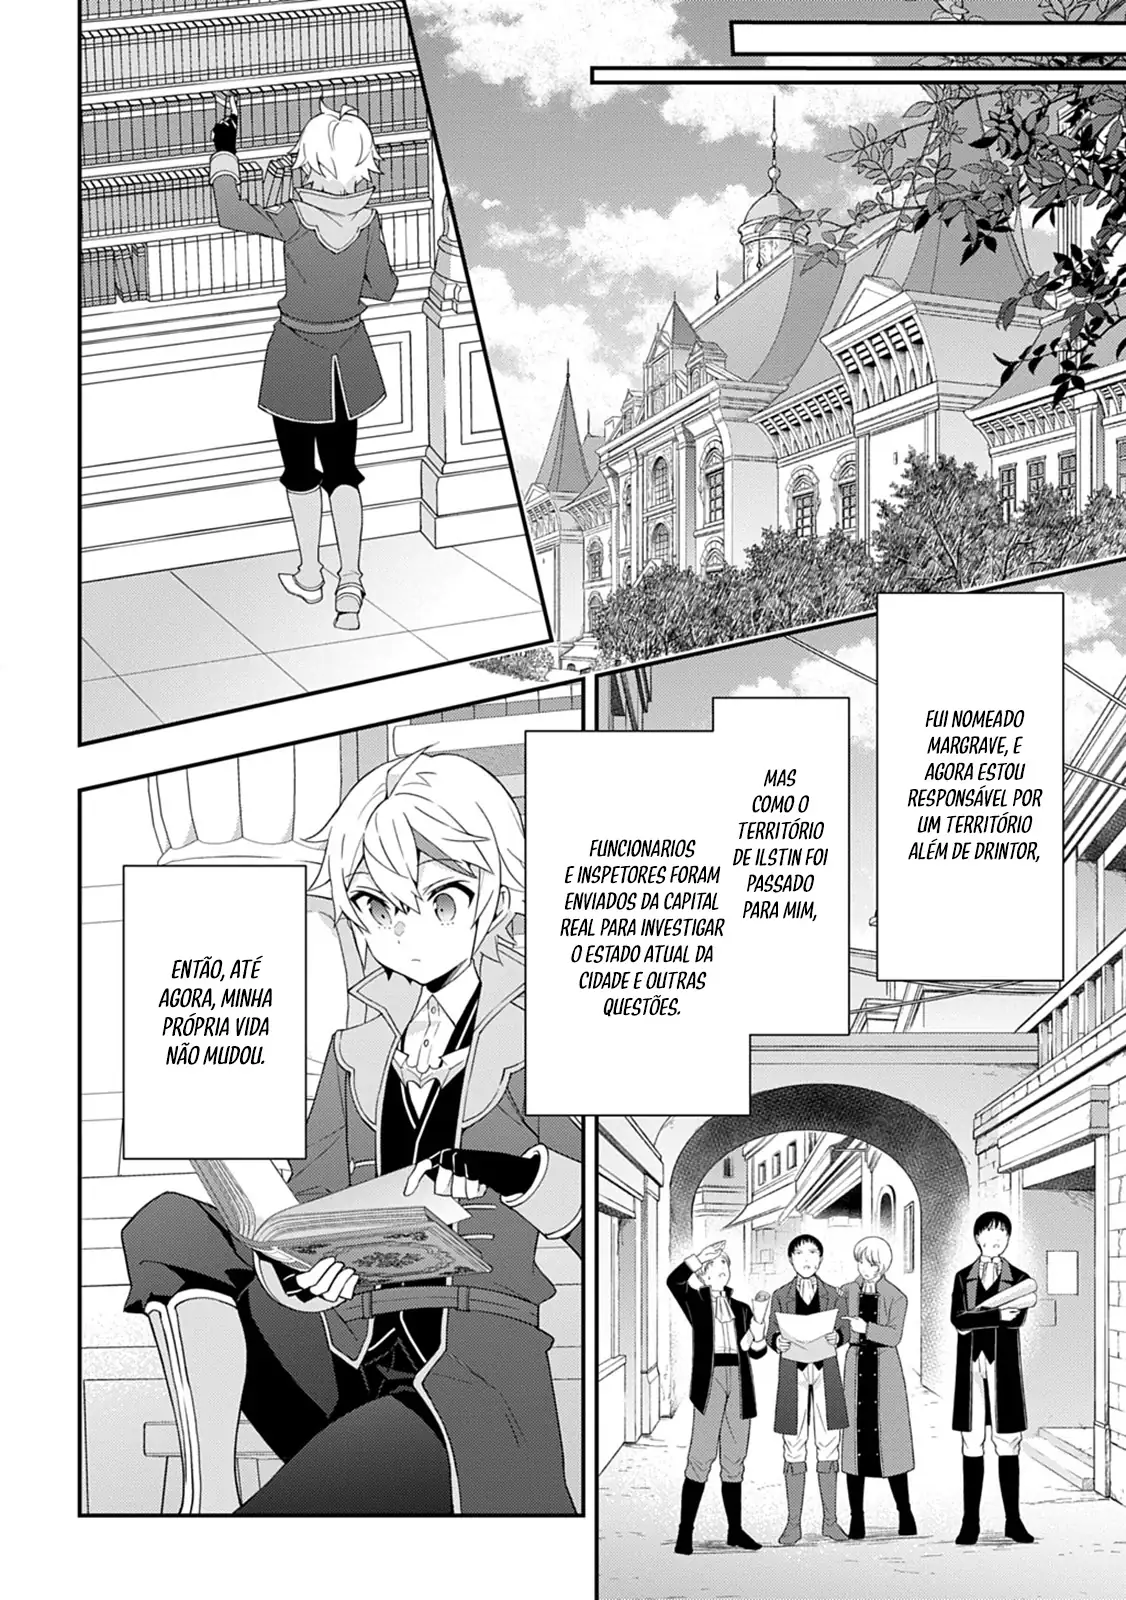 FUI NOMEADO
MARGRAVE, E
AGORA ESTOU
RESPONSÁVEL POR
UM TERRITÓRIO
ALÉM DE DRINTOR,
MAS
COMO O
TERRITÓRIO
DE ILSTIN FOI
PASSADO
PARA MIM,
FUNCIONARIOS
E INSPETORES FORAM
ENVIADOS DA CAPITAL
REAL PARA INVESTIGAR
O ESTADO ATUAL DA
CIDADE E OUTRAS
QUESTÕES.
ENTÃO, ATÉ
AGORA, MINHA
PRÓPRIA VIDA
NÃO MUDOU.